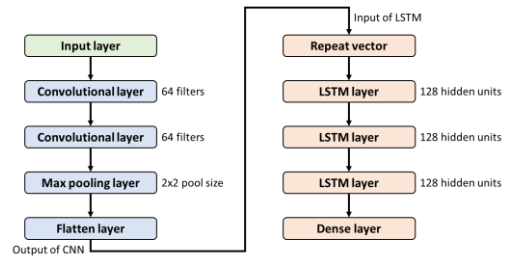 Input layer
Convolutional layer 64 filters
Convolutional layer 64 filters
Max pooling layer 2x2 pool size
Flatten layer
Output of CNN
Input of LSTM
Repeat vector
LSTM layer 128 hidden units
LSTM layer 128 hidden units
LSTM layer 128 hidden units
Dense layer